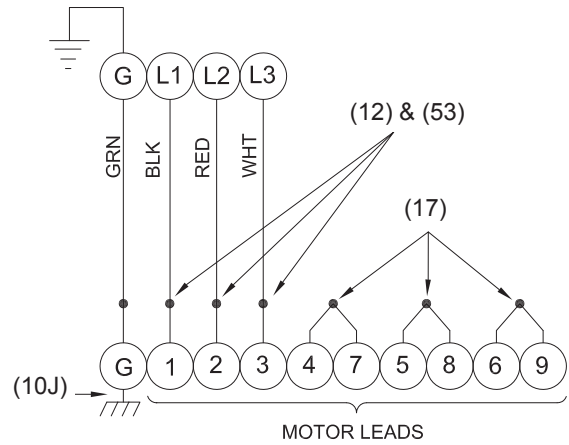 G L1 L2 L3
(12) & (53)
GRN BLK RED WHT
(17)
G 1 2 3 4 7 5 8 6 9
(10J)
MOTOR LEADS